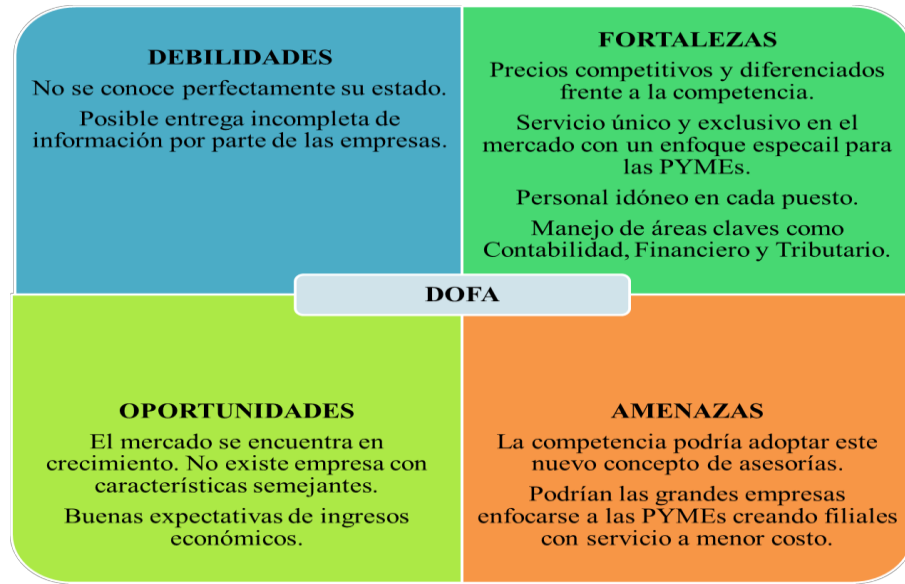 DEBILIDADES
No se conoce perfectamente su estado.
Posible entrega incompleta de
información por parte de las empresas.
FORTALEZAS
Precios competitivos y diferenciados
frente a la competencia.
Servicio único y exclusivo en el
mercado con un enfoque especail para
las PYMEs.
Personal idóneo en cada puesto.
Manejo de áreas claves como
Contabilidad, Financiero y Tributario.
DOFA
OPORTUNIDADES
El mercado se encuentra en
crecimiento. No existe empresa con
características semejantes.
Buenas expectativas de ingresos
económicos.
AMENAZAS
La competencia podría adoptar este
nuevo concepto de asesorías.
Podrían las grandes empresas
enfocarse a las PYMEs creando filiales
con servicio a menor costo.